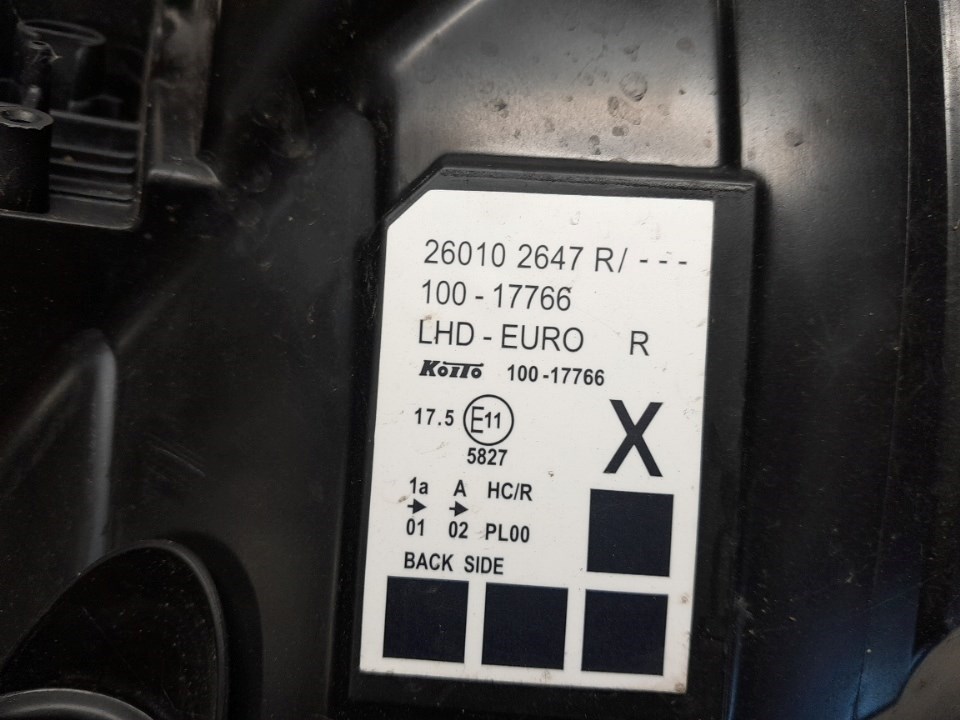 26010 2647 R/ - - -
100 - 17766
LHD - EURO R
KOITO 100 -17766
17.5 E11
5827
X
1a A HC/R
01 02 PL00
BACK SIDE